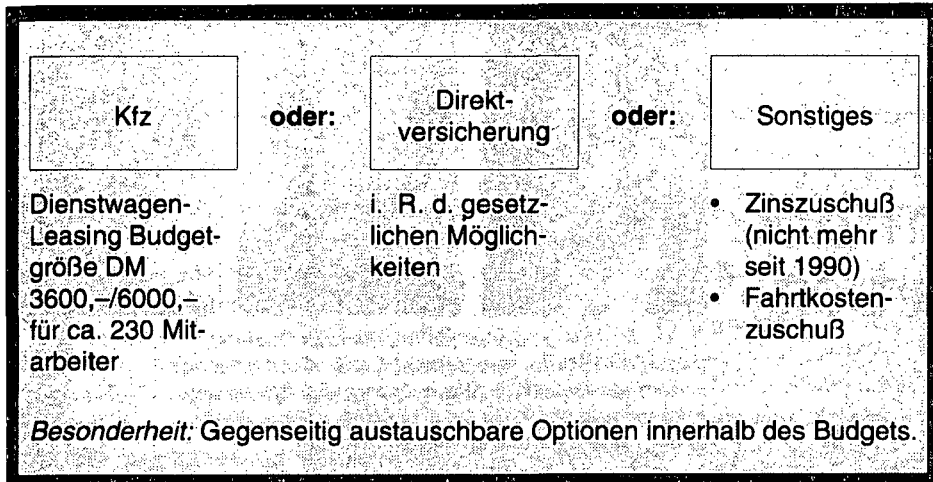 Kfz
oder:
Direkt-
versicherung
oder:
Sonstiges
Dienstwagen-
Leasing Budget-
größe DM
3600,–/6000,–
für ca. 230 Mit-
arbeiter
i. R. d. gesetz-
lichen Möglich-
keiten
• Zinszuschuß
(nicht mehr
seit 1990)
• Fahrtkosten-
zuschuß
Besonderheit: Gegenseitig austauschbare Optionen innerhalb des Budgets.